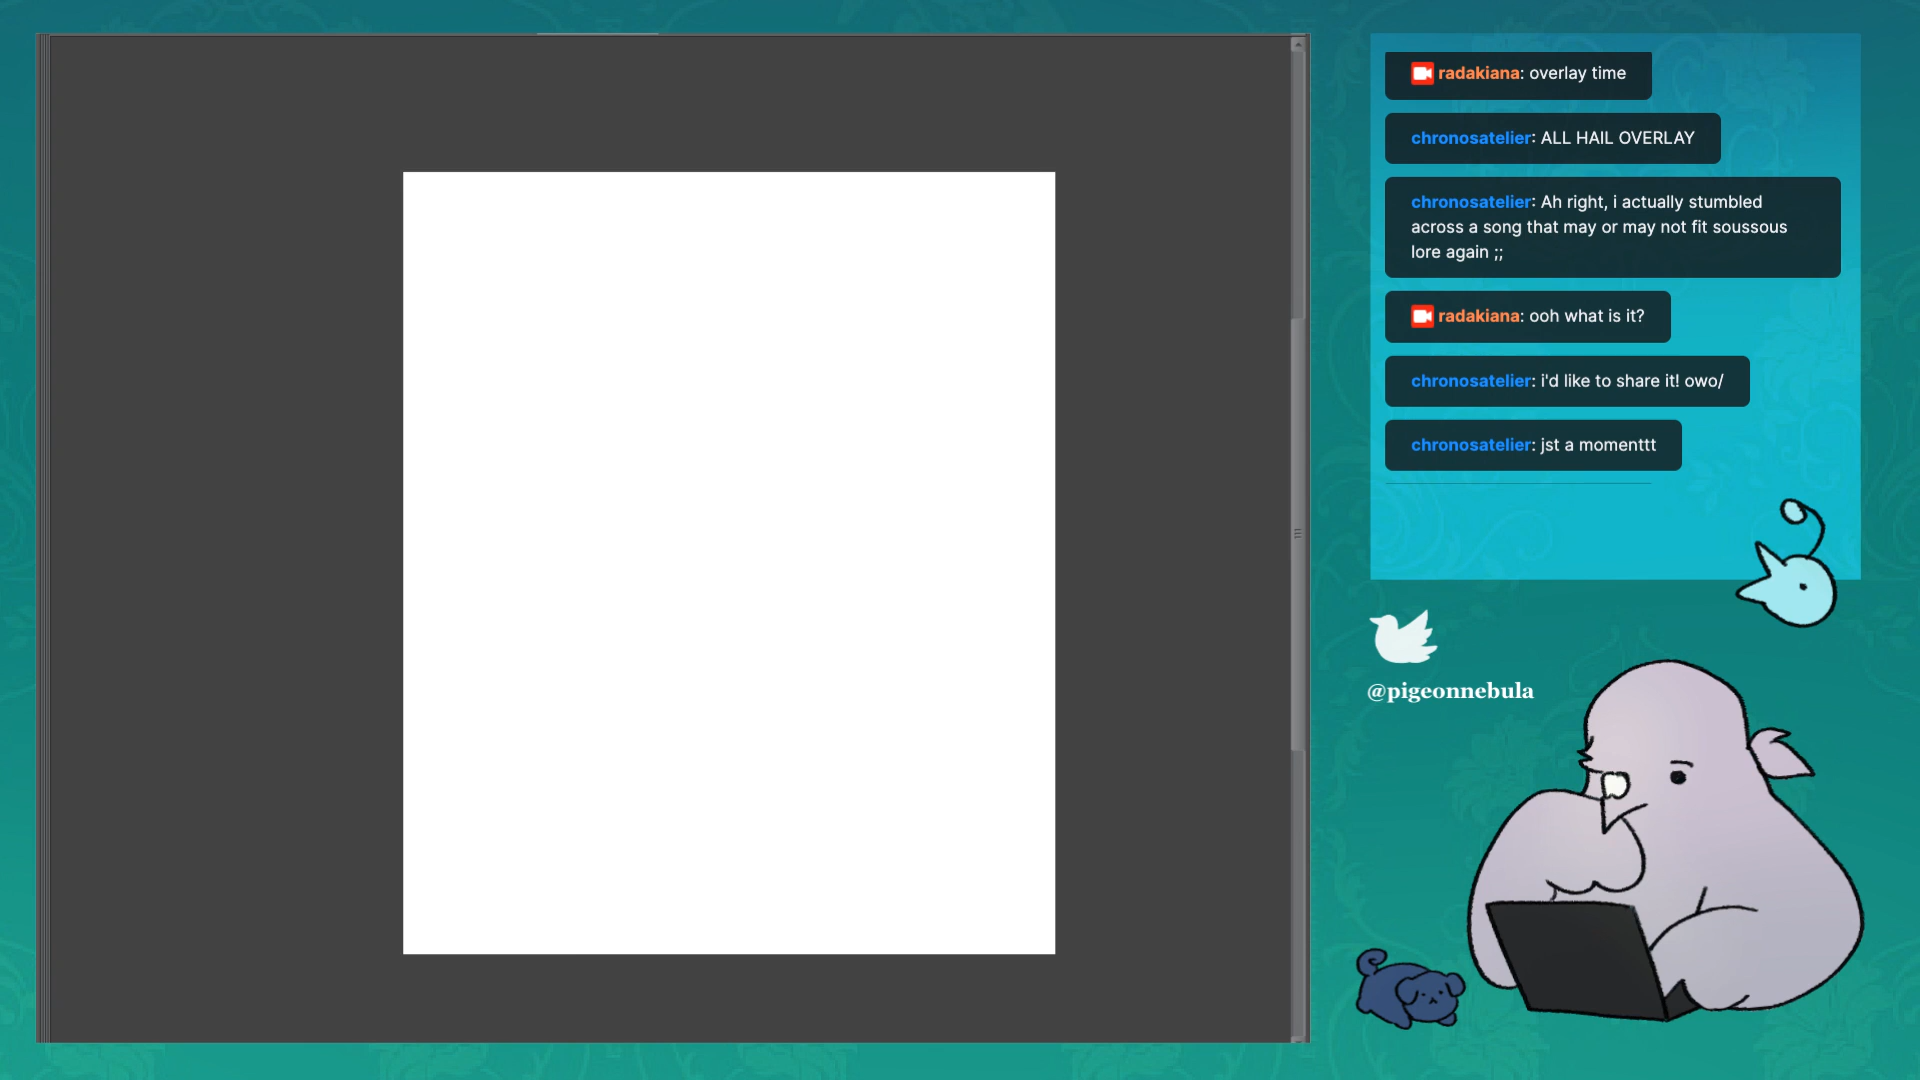 radakiana: overlay time
chronosatelier: ALL HAIL OVERLAY
chronosatelier: Ah right, i actually stumbled
across a song that may or may not fit soussous
lore again ;;
radakiana: ooh what is it?
chronosatelier: i'd like to share it! owo/
chronosatelier: jst a momenttt
@pigeonnebula